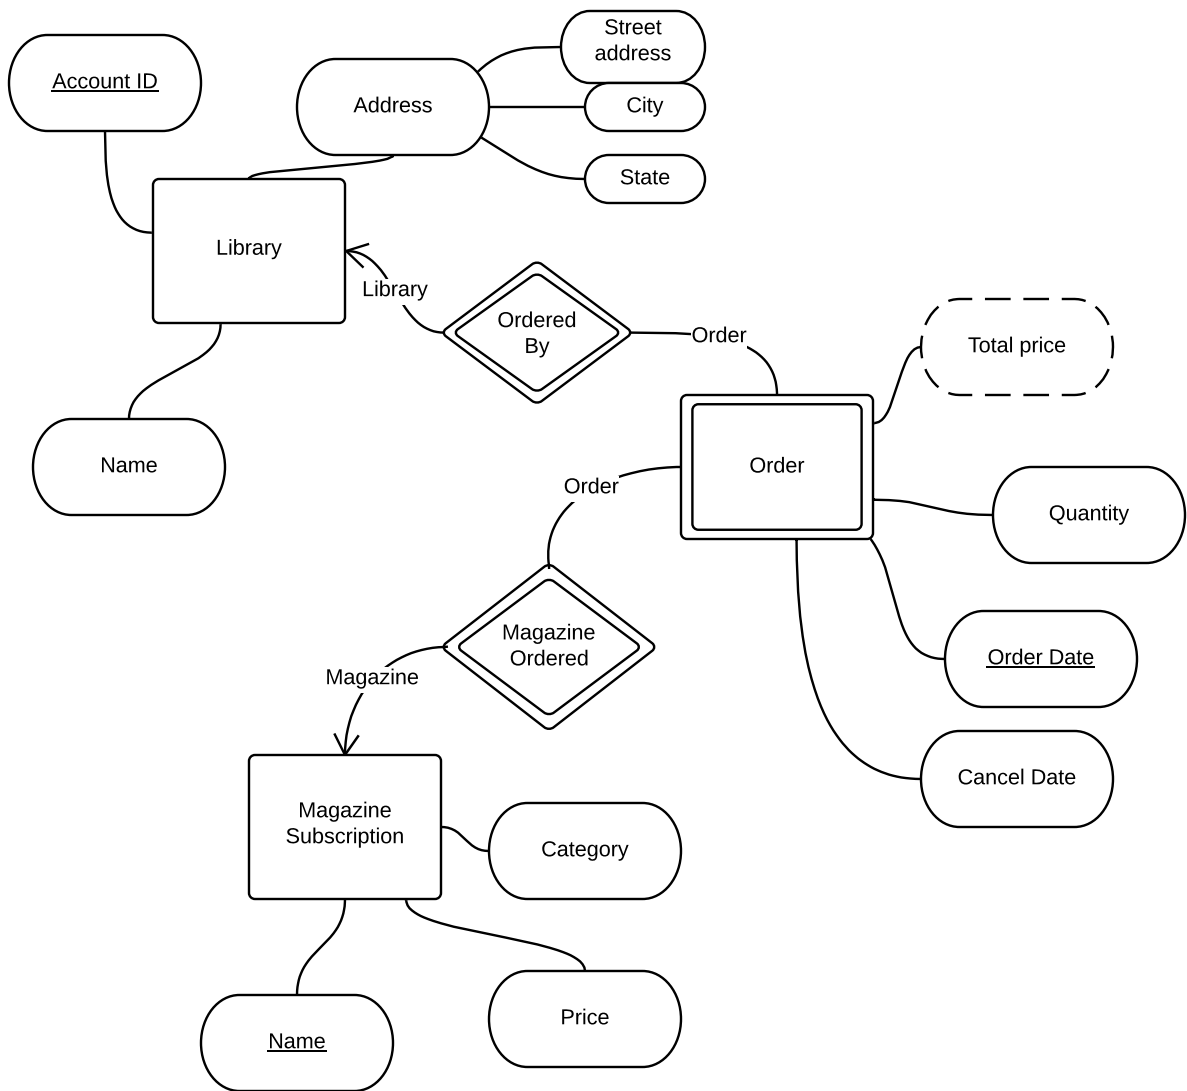 Street
address
Account ID
Address
City
State
Library
Library
Ordered
By
Order
Total price
Name
Order
Order
Quantity
Magazine
Ordered
Order Date
Magazine
Cancel Date
Magazine
Subscription
Category
Price
Name